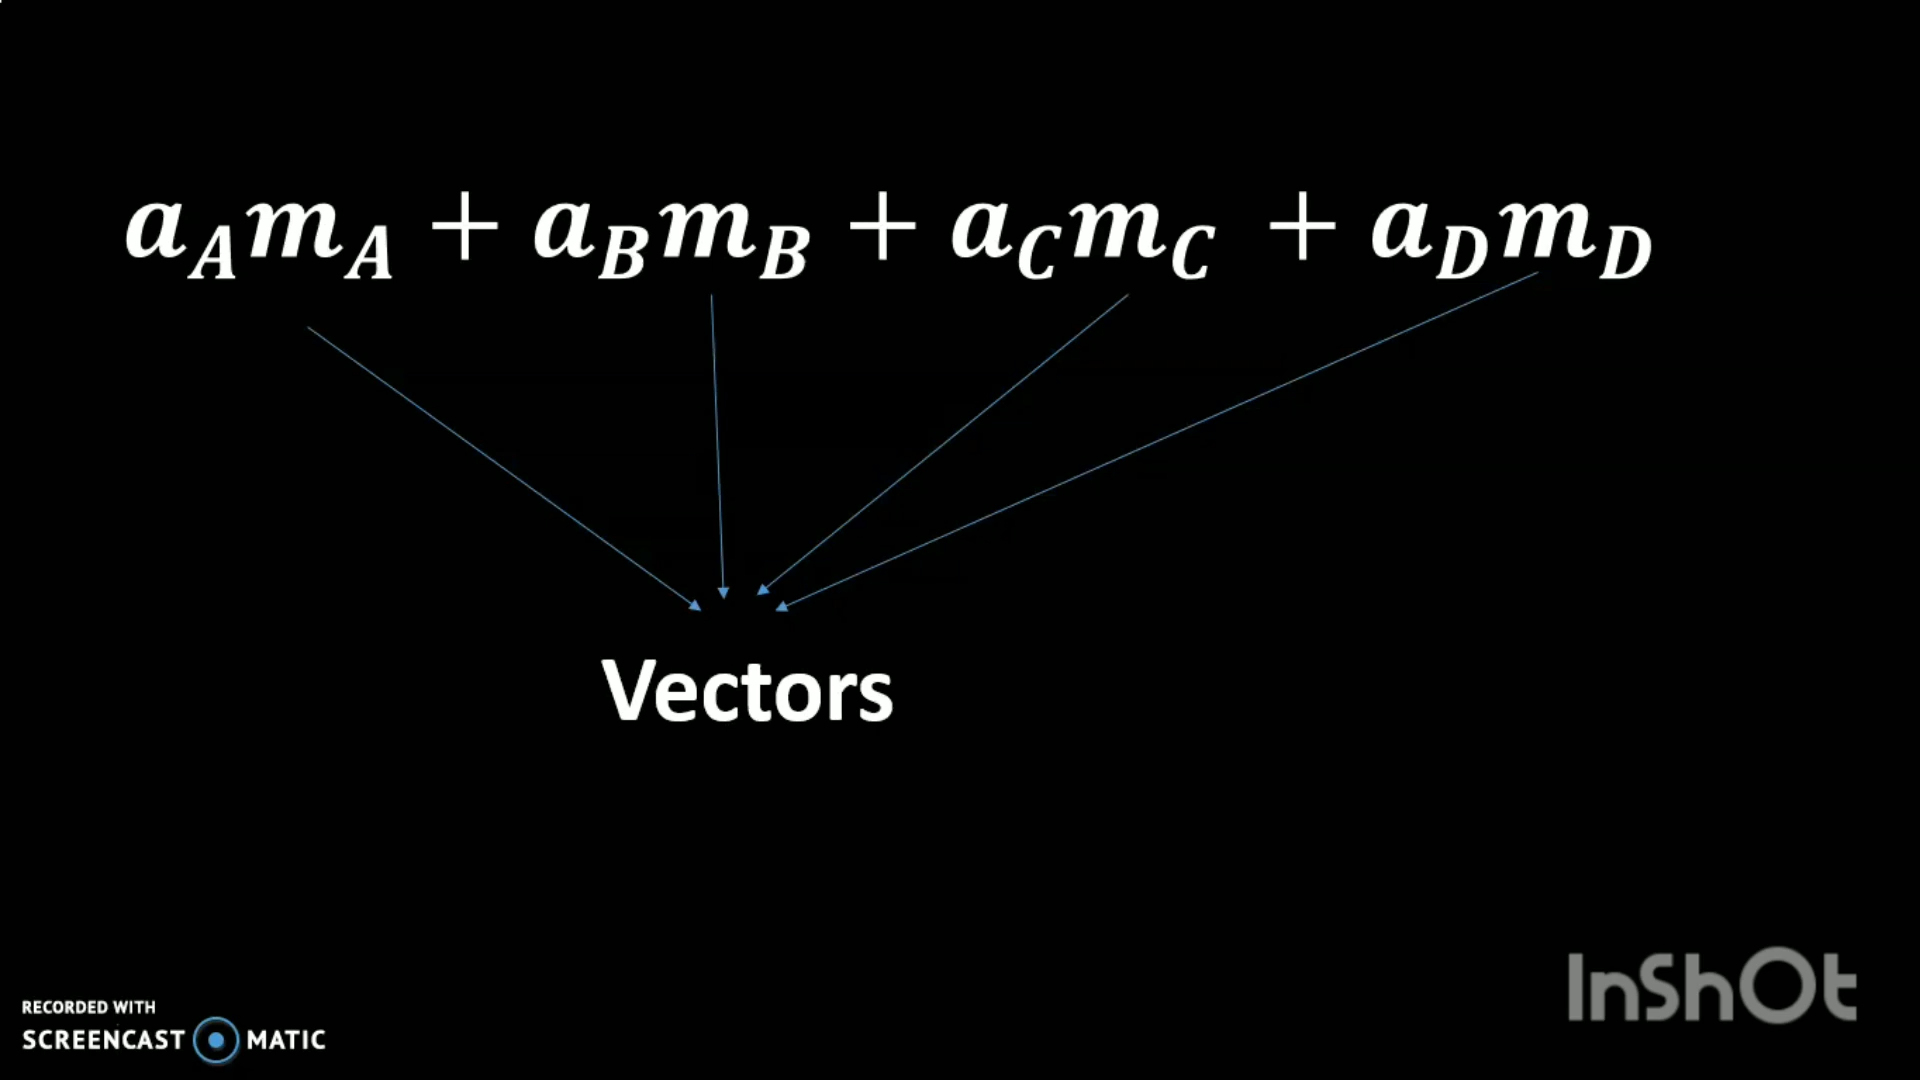 a_A m_A + a_B m_B + a_C m_C + a_D m_D
Vectors
RECORDED WITH
SCREENCAST MATIC
InShOt